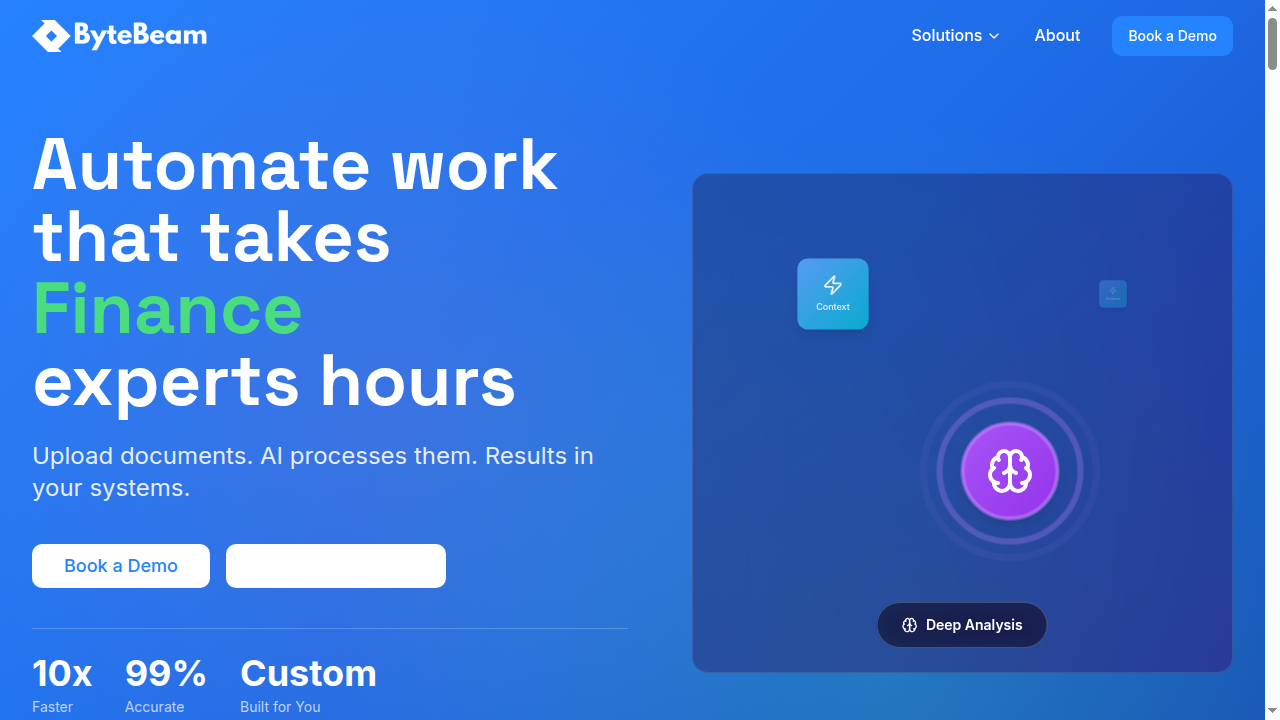 ByteBeam
Solutions
About
Book a Demo
Automate work
that takes
Finance
experts hours
Upload documents. AI processes them. Results in
your systems.
Book a Demo
10x
Faster
99%
Accurate
Custom
Built for You
Context
Deep Analysis